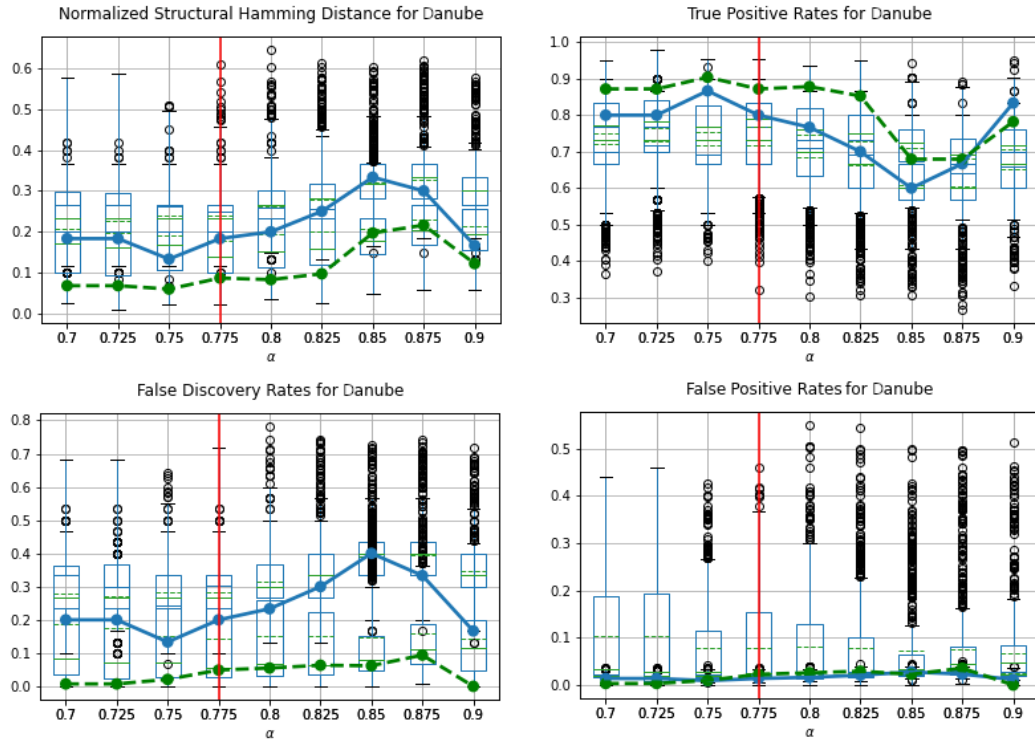 Normalized Structural Hamming Distance for Danube
0.6
0.5
0.4
0.3
0.2
0.1
0.0
0.7 0.725 0.75 0.775 0.8 0.825 0.85 0.875 0.9
α
True Positive Rates for Danube
1.0
0.9
0.8
0.7
0.6
0.5
0.4
0.3
0.7 0.725 0.75 0.775 0.8 0.825 0.85 0.875 0.9
α
False Discovery Rates for Danube
0.8
0.7
0.6
0.5
0.4
0.3
0.2
0.1
0.0
0.7 0.725 0.75 0.775 0.8 0.825 0.85 0.875 0.9
α
False Positive Rates for Danube
0.5
0.4
0.3
0.2
0.1
0.0
0.7 0.725 0.75 0.775 0.8 0.825 0.85 0.875 0.9
α